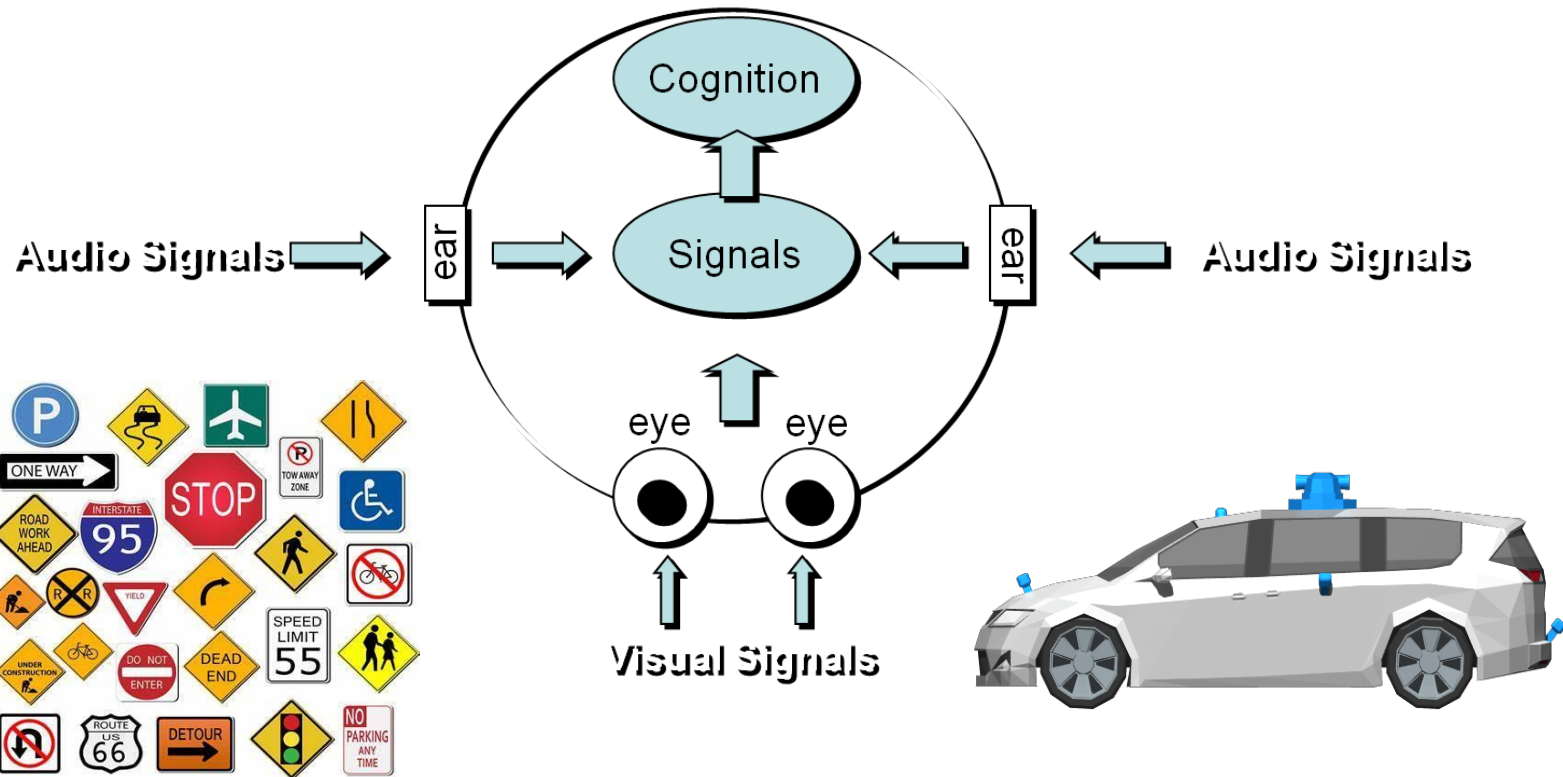 Cognition
Audio Signals
ear
Signals
ear
Audio Signals
eye
eye
Visual Signals
P
ONE WAY
P
TOW AWAY
ZONE
STOP
ROAD
WORK
AHEAD
INTERSTATE
95
R R
YIELD
SPEED
LIMIT
55
UNDER
CONSTRUCTION
DO NOT
ENTER
DEAD
END
ROUTE
US
66
DETOUR
NO
PARKING
ANY
TIME